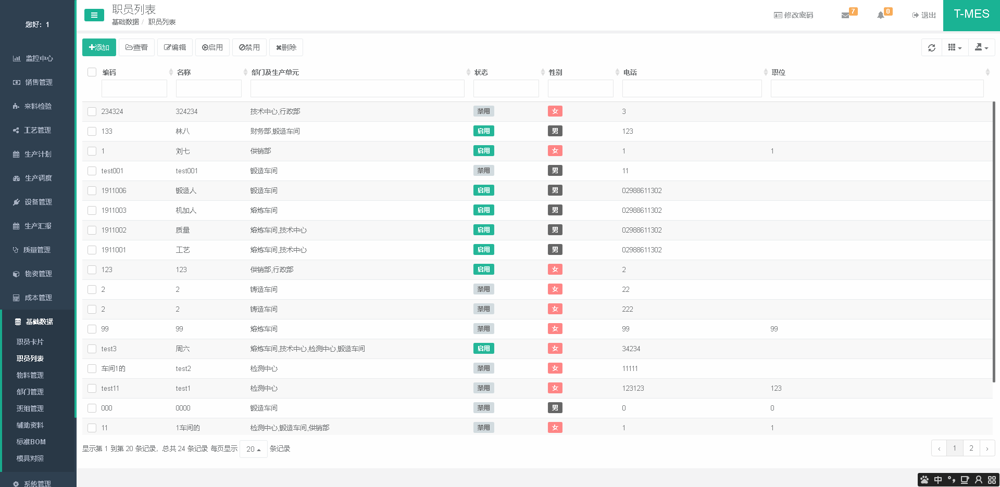 您好：1
监控中心
销售管理
来料检验
工艺管理
生产计划
生产调度
设备管理
生产汇报
质量管理
物资管理
成本管理
基础数据
职员卡片
职员列表
物料管理
部门管理
班组管理
辅助资料
标准BOM
模具对照
系统管理
职员列表
基础数据 / 职员列表
修改密码 7 0 退出 T-MES
添加 查看 编辑 启用 禁用 删除
编码 名称 部门及生产单元 状态 性别 电话 职位
234324 324234 技术中心,行政部 禁用 女 3
133 林八 财务部,锻造车间 启用 男 123
1 刘七 供销部 启用 女 1 1
test001 test001 锻造车间 禁用 男 11
1911006 锻造人 锻造车间 启用 男 02988611302
1911003 机加人 熔炼车间 启用 男 02988611302
1911002 质量 熔炼车间,技术中心 启用 男 02988611302
1911001 工艺 熔炼车间,技术中心 启用 男 02988611302
123 123 供销部,行政部 启用 女 2
2 2 铸造车间 禁用 女 22
2 2 铸造车间 禁用 女 222
99 99 熔炼车间 禁用 女 99 99
test3 周六 熔炼车间,技术中心,检测中心,锻造车间 启用 女 34234
车间1的 test2 检测中心 禁用 女 11111
test11 test1 检测中心 禁用 女 123123 123
000 0000 锻造车间 禁用 男 0 0
11 1车间的 检测中心,锻造车间,供销部 禁用 女 1 1
显示第 1 到第 20 条记录，总共 24 条记录 每页显示 20 条记录
‹ 1 2 ›
中 °,